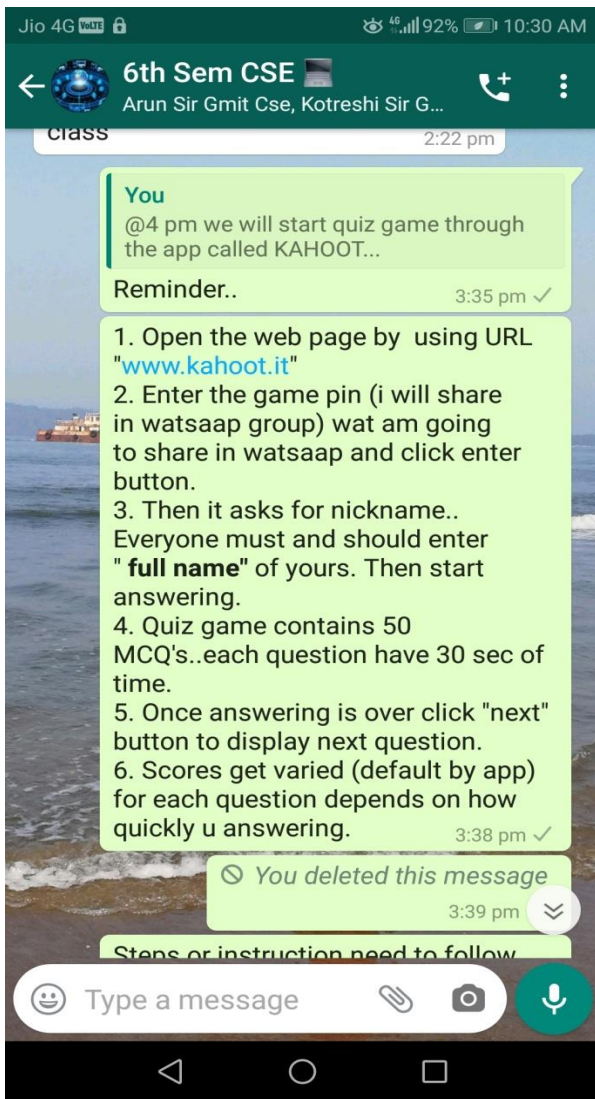 Jio 4G VoLTE 4G 92% 10:30 AM
6th Sem CSE
Arun Sir Gmit Cse, Kotreshi Sir G...
class
2:22 pm
You
@4 pm we will start quiz game through
the app called KAHOOT...
Reminder..
3:35 pm
1. Open the web page by using URL
"www.kahoot.it"
2. Enter the game pin (i will share
in watsaap group) wat am going
to share in watsaap and click enter
button.
3. Then it asks for nickname..
Everyone must and should enter
" full name" of yours. Then start
answering.
4. Quiz game contains 50
MCQ's..each question have 30 sec of
time.
5. Once answering is over click "next"
button to display next question.
6. Scores get varied (default by app)
for each question depends on how
quickly u answering.
3:38 pm
You deleted this message
3:39 pm
Steps or instruction need to follow
Type a message